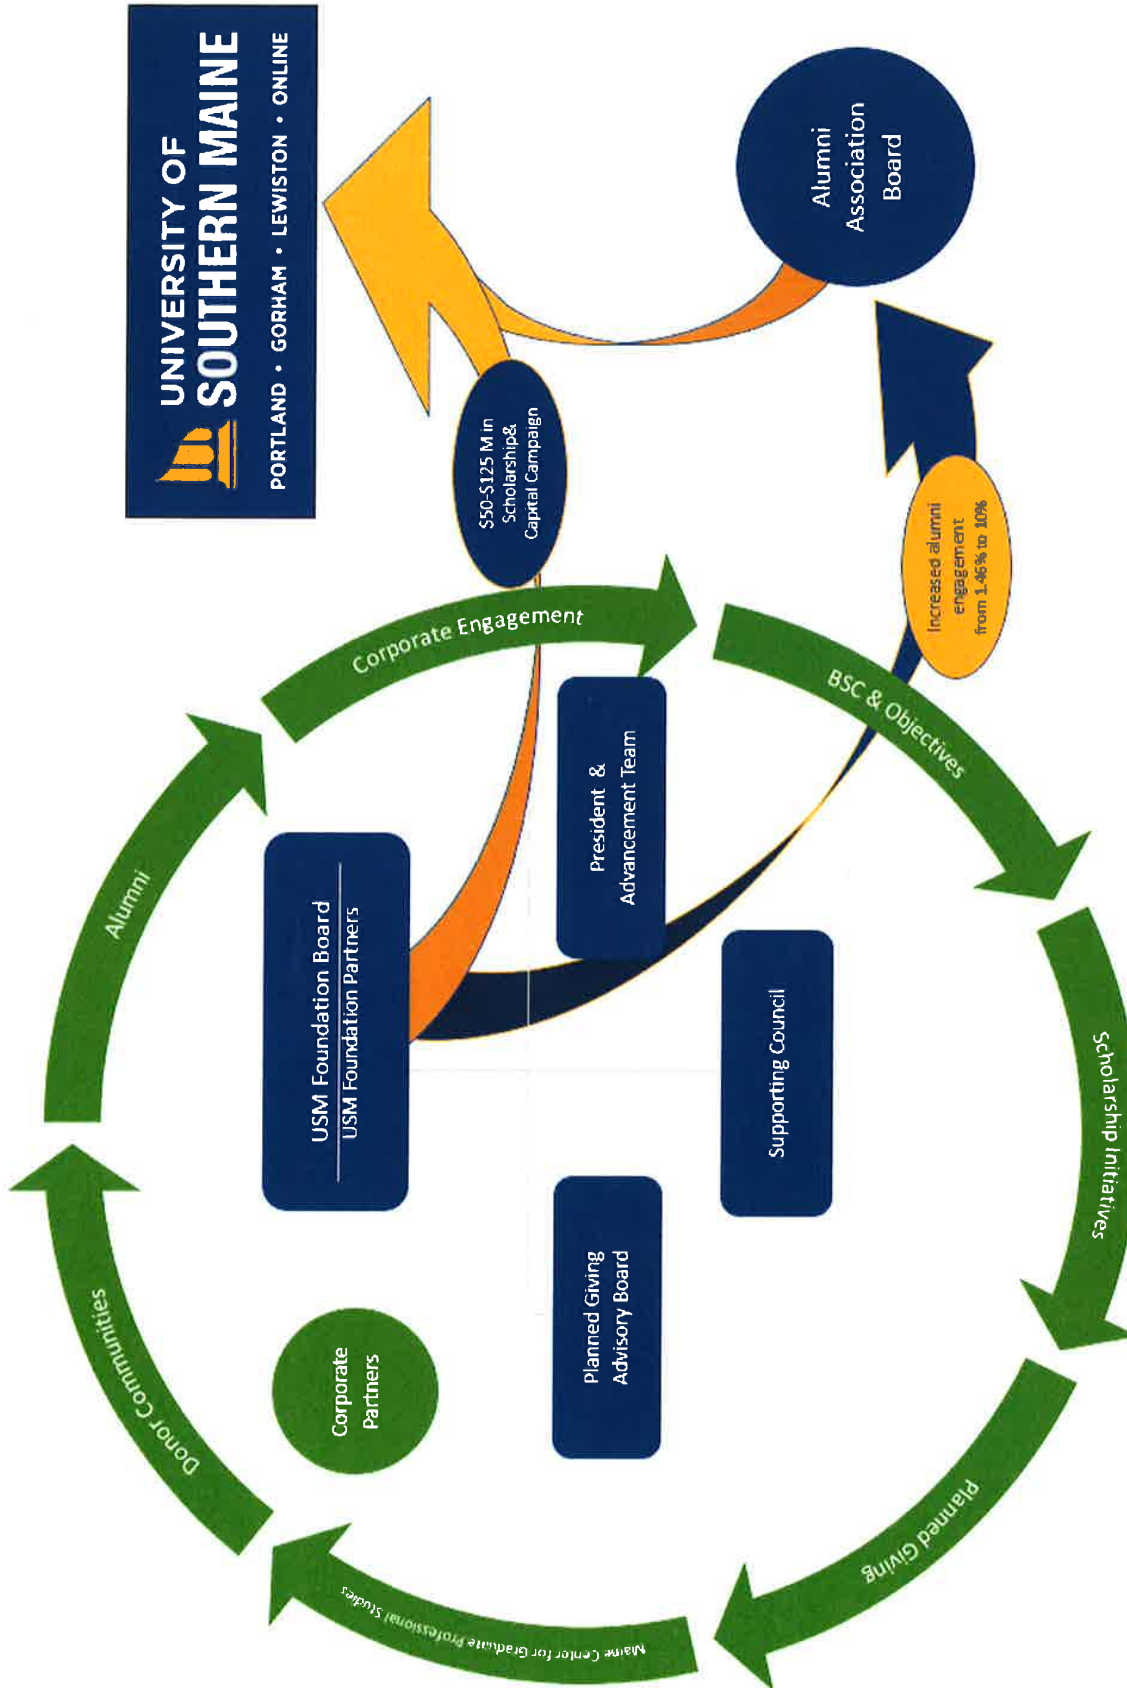 UNIVERSITY OF
SOUTHERN MAINE
PORTLAND • GORHAM • LEWISTON • ONLINE
Alumni
Association
Board
$50-$125 M in
Scholarship&
Capital Campaign
Increased alumni
engagement
from 1.46% to 10%
Corporate Engagement
BSC & Objectives
Scholarship Initiatives
Planned Giving
Maine Center for Graduate Professional Studies
Donor Communities
Alumni
USM Foundation Board
USM Foundation Partners
President &
Advancement Team
Supporting Council
Planned Giving
Advisory Board
Corporate
Partners